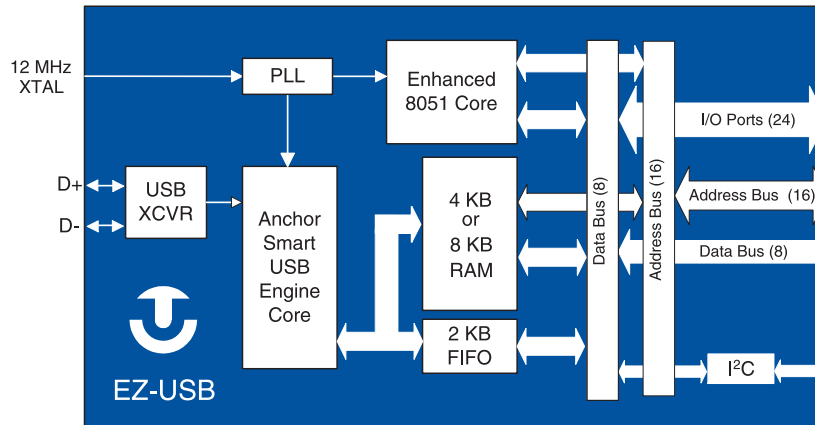 12 MHz
XTAL
PLL
Enhanced
8051 Core
D+
D-
USB
XCVR
Anchor
Smart
USB
Engine
Core
4 KB
or
8 KB
RAM
2 KB
FIFO
Data Bus (8)
Address Bus (16)
I/O Ports (24)
Address Bus (16)
Data Bus (8)
I²C
EZ-USB